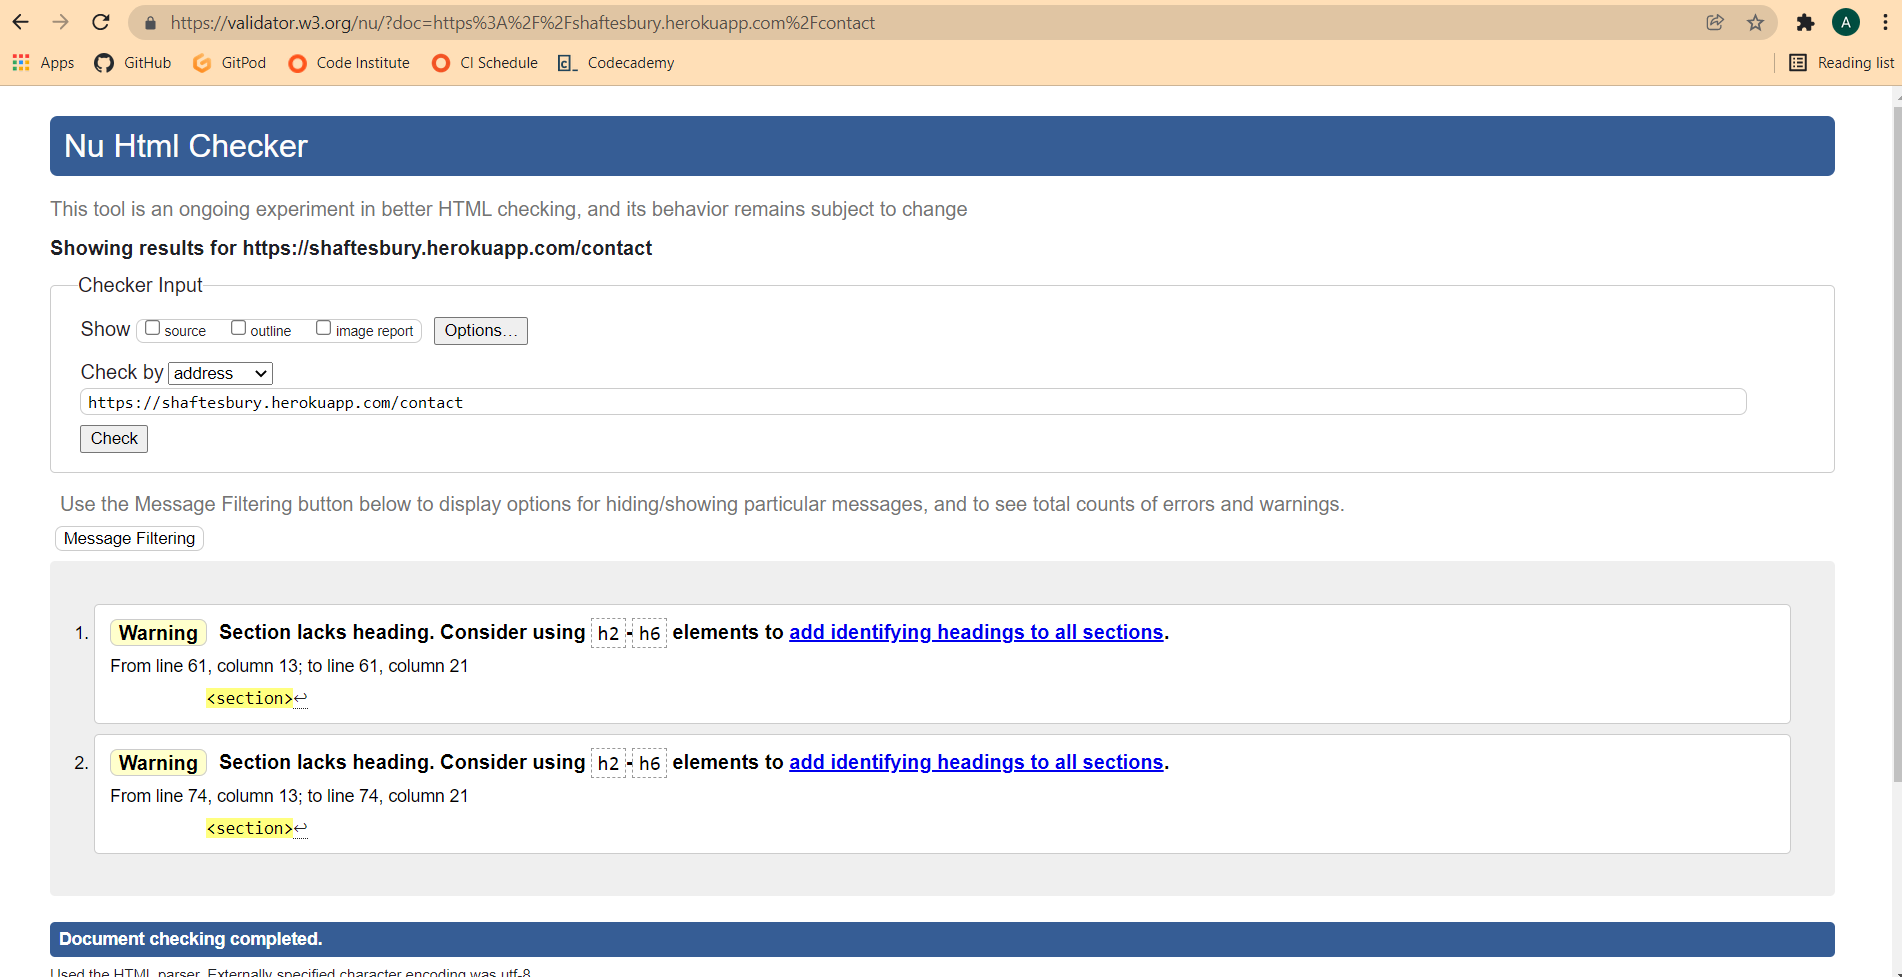 https://validator.w3.org/nu/?doc=https%3A%2F%2Fshaftesbury.herokuapp.com%2Fcontact
A
Apps GitHub GitPod Code Institute CI Schedule Codecademy Reading list
Nu Html Checker
This tool is an ongoing experiment in better HTML checking, and its behavior remains subject to change
Showing results for https://shaftesbury.herokuapp.com/contact
Checker Input
Show source outline image report Options...
Check by address
https://shaftesbury.herokuapp.com/contact
Check
Use the Message Filtering button below to display options for hiding/showing particular messages, and to see total counts of errors and warnings.
Message Filtering
1. Warning Section lacks heading. Consider using h2-h6 elements to add identifying headings to all sections.
From line 61, column 13; to line 61, column 21
<section>↩
2. Warning Section lacks heading. Consider using h2-h6 elements to add identifying headings to all sections.
From line 74, column 13; to line 74, column 21
<section>↩
Document checking completed.
Used the HTML parser. Externally specified character encoding was utf-8.